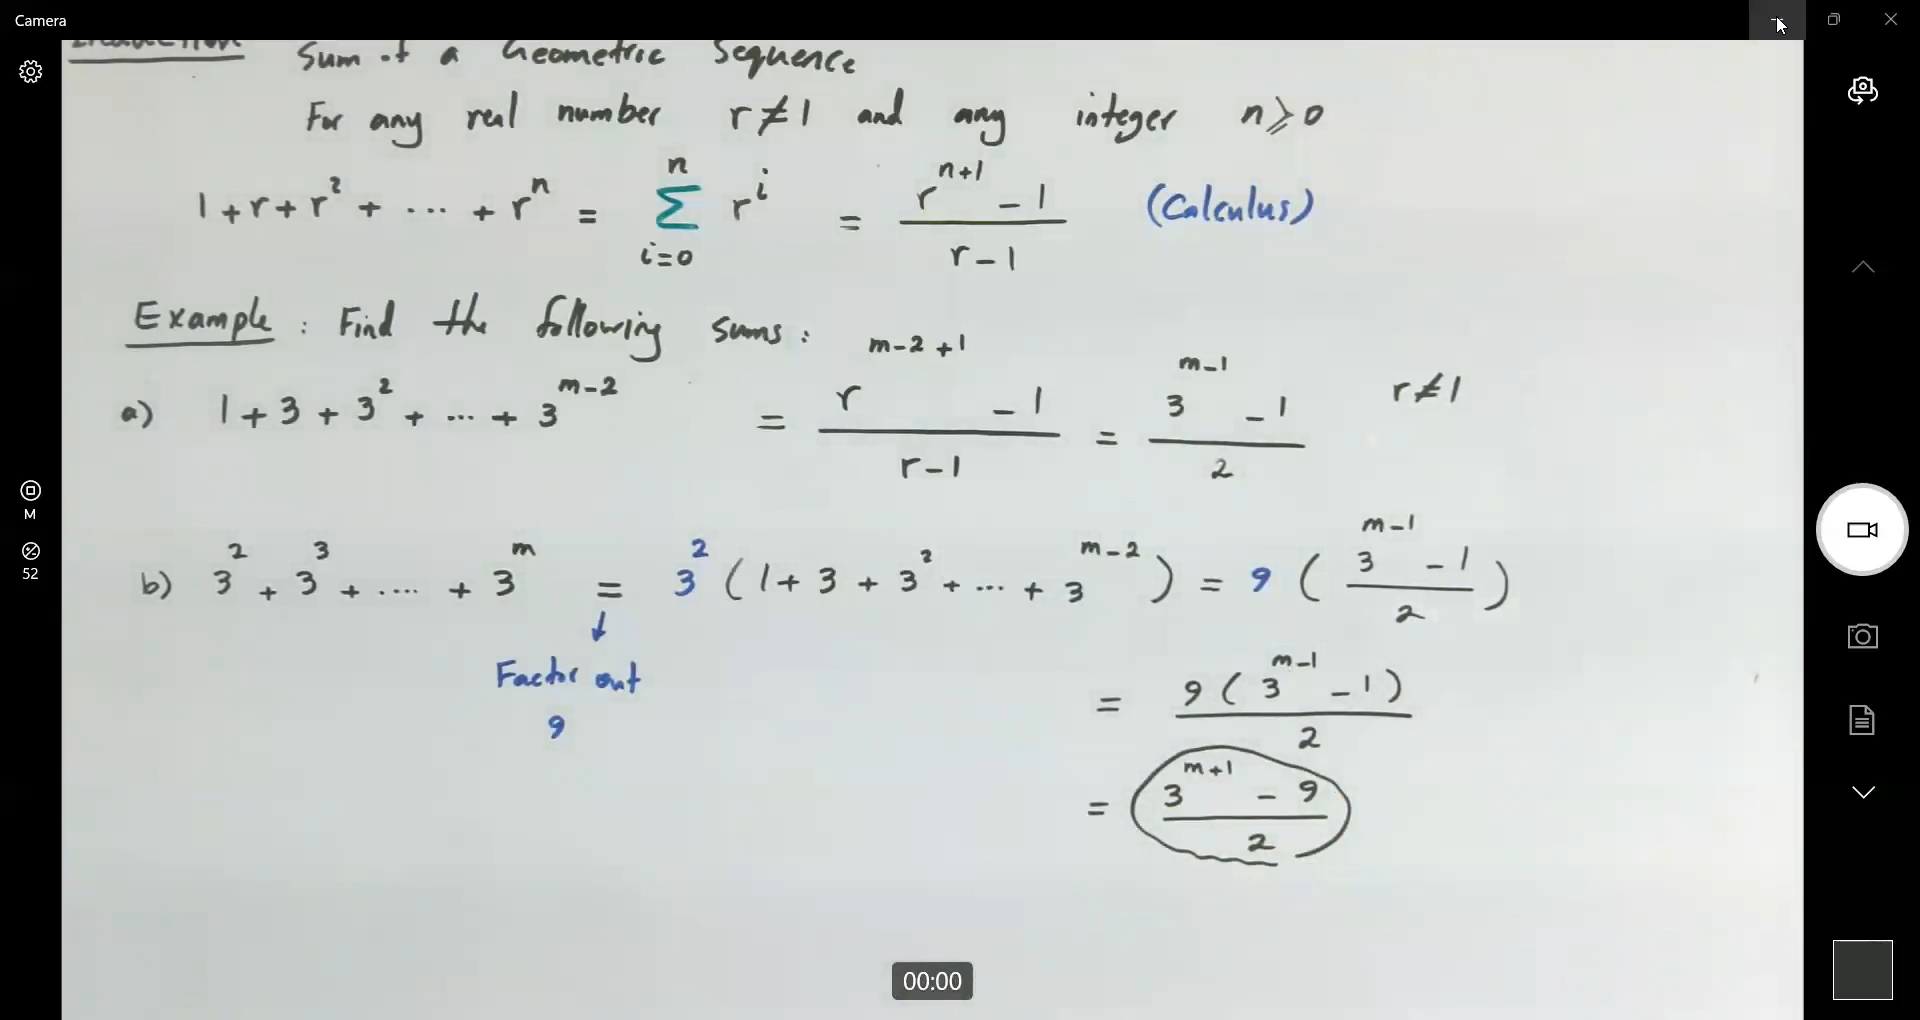 Camera
Sum of a Geometric Sequence
For any real number r≠1 and any integer n⩾0
1 + r + r² + ... + rⁿ = ∑ᵢ₌₀ⁿ rⁱ = (rⁿ⁺¹ - 1)/(r - 1) (Calculus)
Example : Find the following sums :
a) 1 + 3 + 3² + ... + 3^(m-2) = (r^(m-2+1) - 1)/(r - 1) = (3^(m-1) - 1)/2 r≠1
b) 3² + 3³ + .... + 3^m = 3² (1 + 3 + 3² + ... + 3^(m-2)) = 9 ((3^(m-1) - 1)/2)
↓
Factor out
9
= 9(3^(m-1) - 1)/2
= (3^(m+1) - 9)/2
M
52
00:00